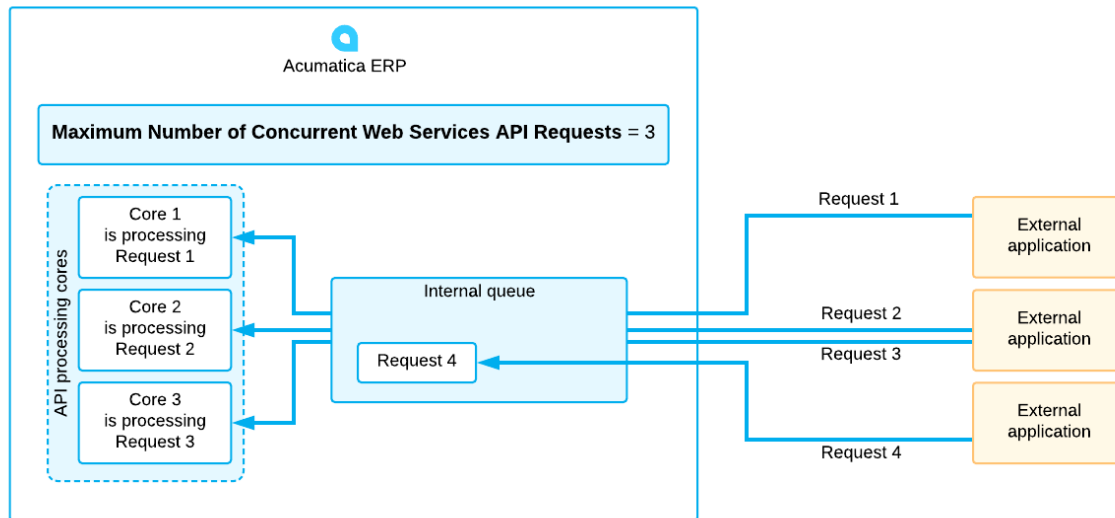 Acumatica ERP
Maximum Number of Concurrent Web Services API Requests = 3
API processing cores
Core 1
is processing
Request 1
Core 2
is processing
Request 2
Core 3
is processing
Request 3
Internal queue
Request 4
Request 1
Request 2
Request 3
Request 4
External
application
External
application
External
application